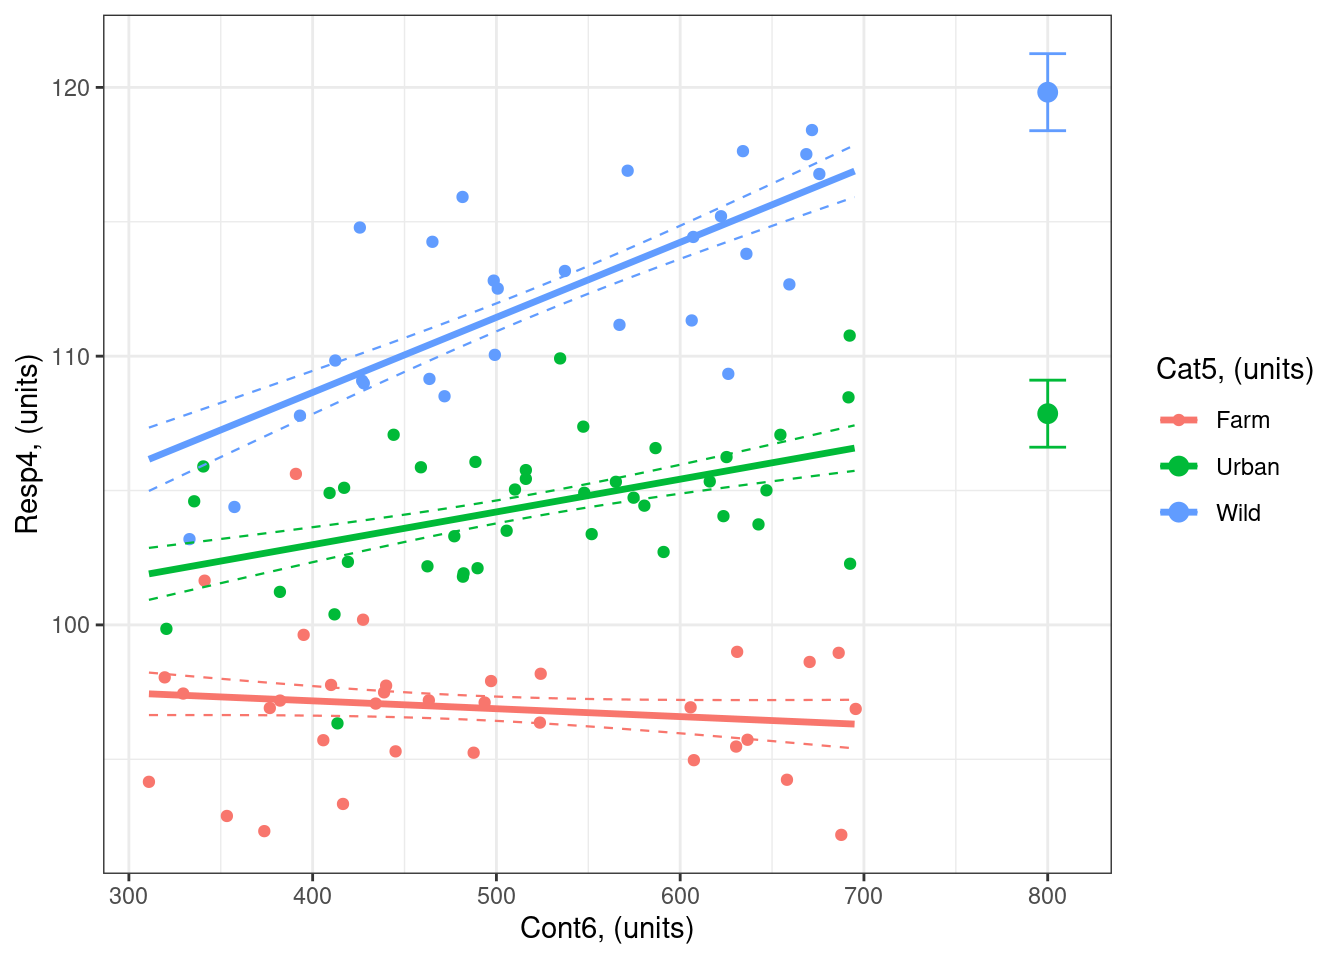 120
110
100
Resp4, (units)
300 400 500 600 700 800
Cont6, (units)
Cat5, (units)
Farm
Urban
Wild